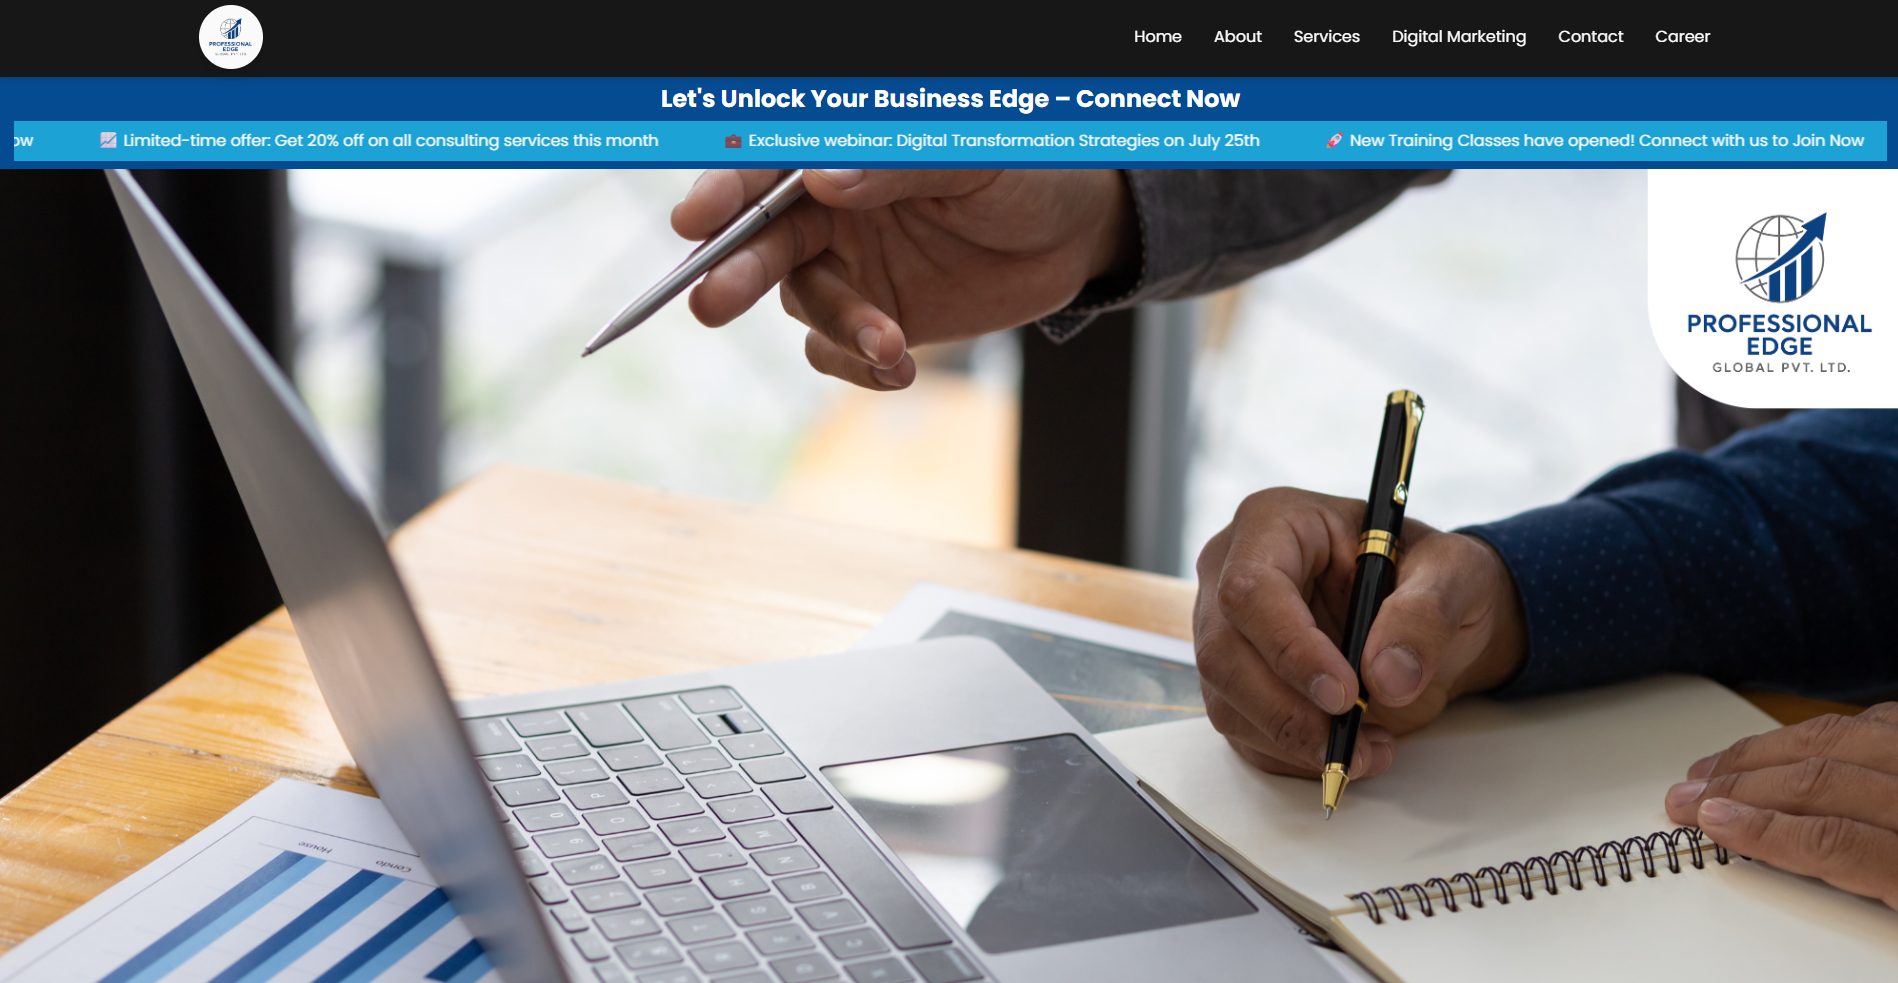 PROFESSIONAL
EDGE
GLOBAL PVT. LTD.
Home About Services Digital Marketing Contact Career
Let's Unlock Your Business Edge – Connect Now
ow 📈 Limited-time offer: Get 20% off on all consulting services this month 💼 Exclusive webinar: Digital Transformation Strategies on July 25th 🚀 New Training Classes have opened! Connect with us to Join Now
PROFESSIONAL
EDGE
GLOBAL PVT. LTD.
House Condo